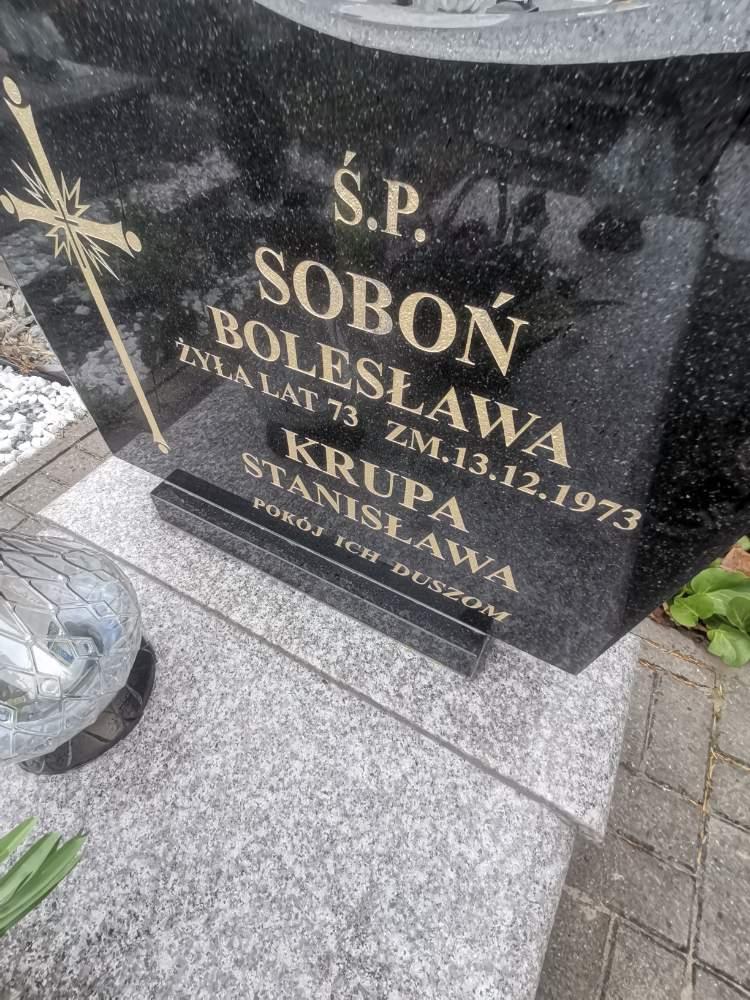 Ś.P.
SOBOŃ
BOLESŁAWA
ŻYŁA LAT 73 ZM.13.12.1973
KRUPA
STANISŁAWA
POKÓJ ICH DUSZOM